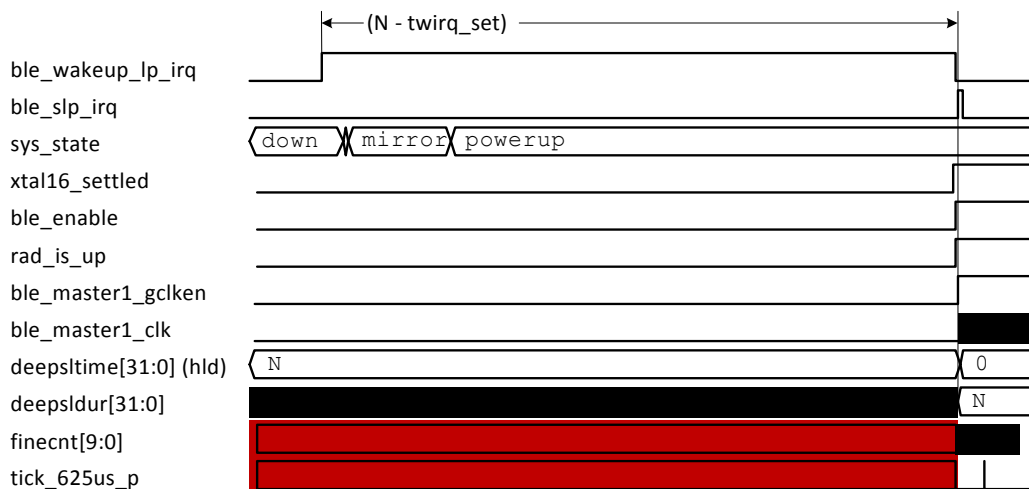 (N - twirq_set)
ble_wakeup_lp_irq
ble_slp_irq
sys_state down mirror powerup
xtal16_settled
ble_enable
rad_is_up
ble_master1_gclken
ble_master1_clk
deepsltime[31:0] (hld) N 0
deepsldur[31:0] N
finecnt[9:0]
tick_625us_p